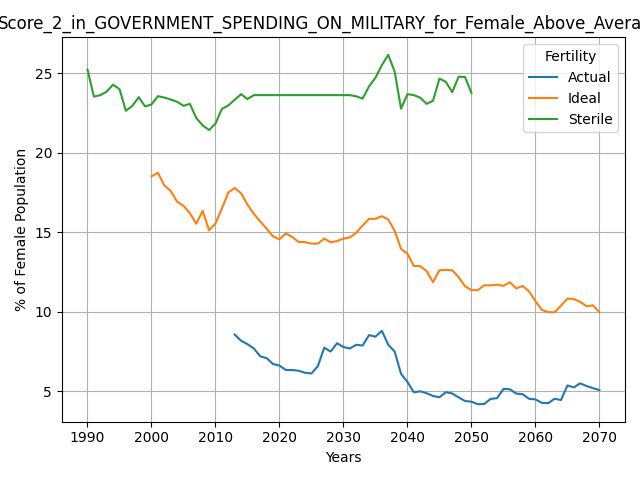 Score_2_in_GOVERNMENT_SPENDING_ON_MILITARY_for_Female_Above_Avera
Fertility
Actual
Ideal
Sterile
% of Female Population
25
20
15
10
5
1990 2000 2010 2020 2030 2040 2050 2060 2070
Years